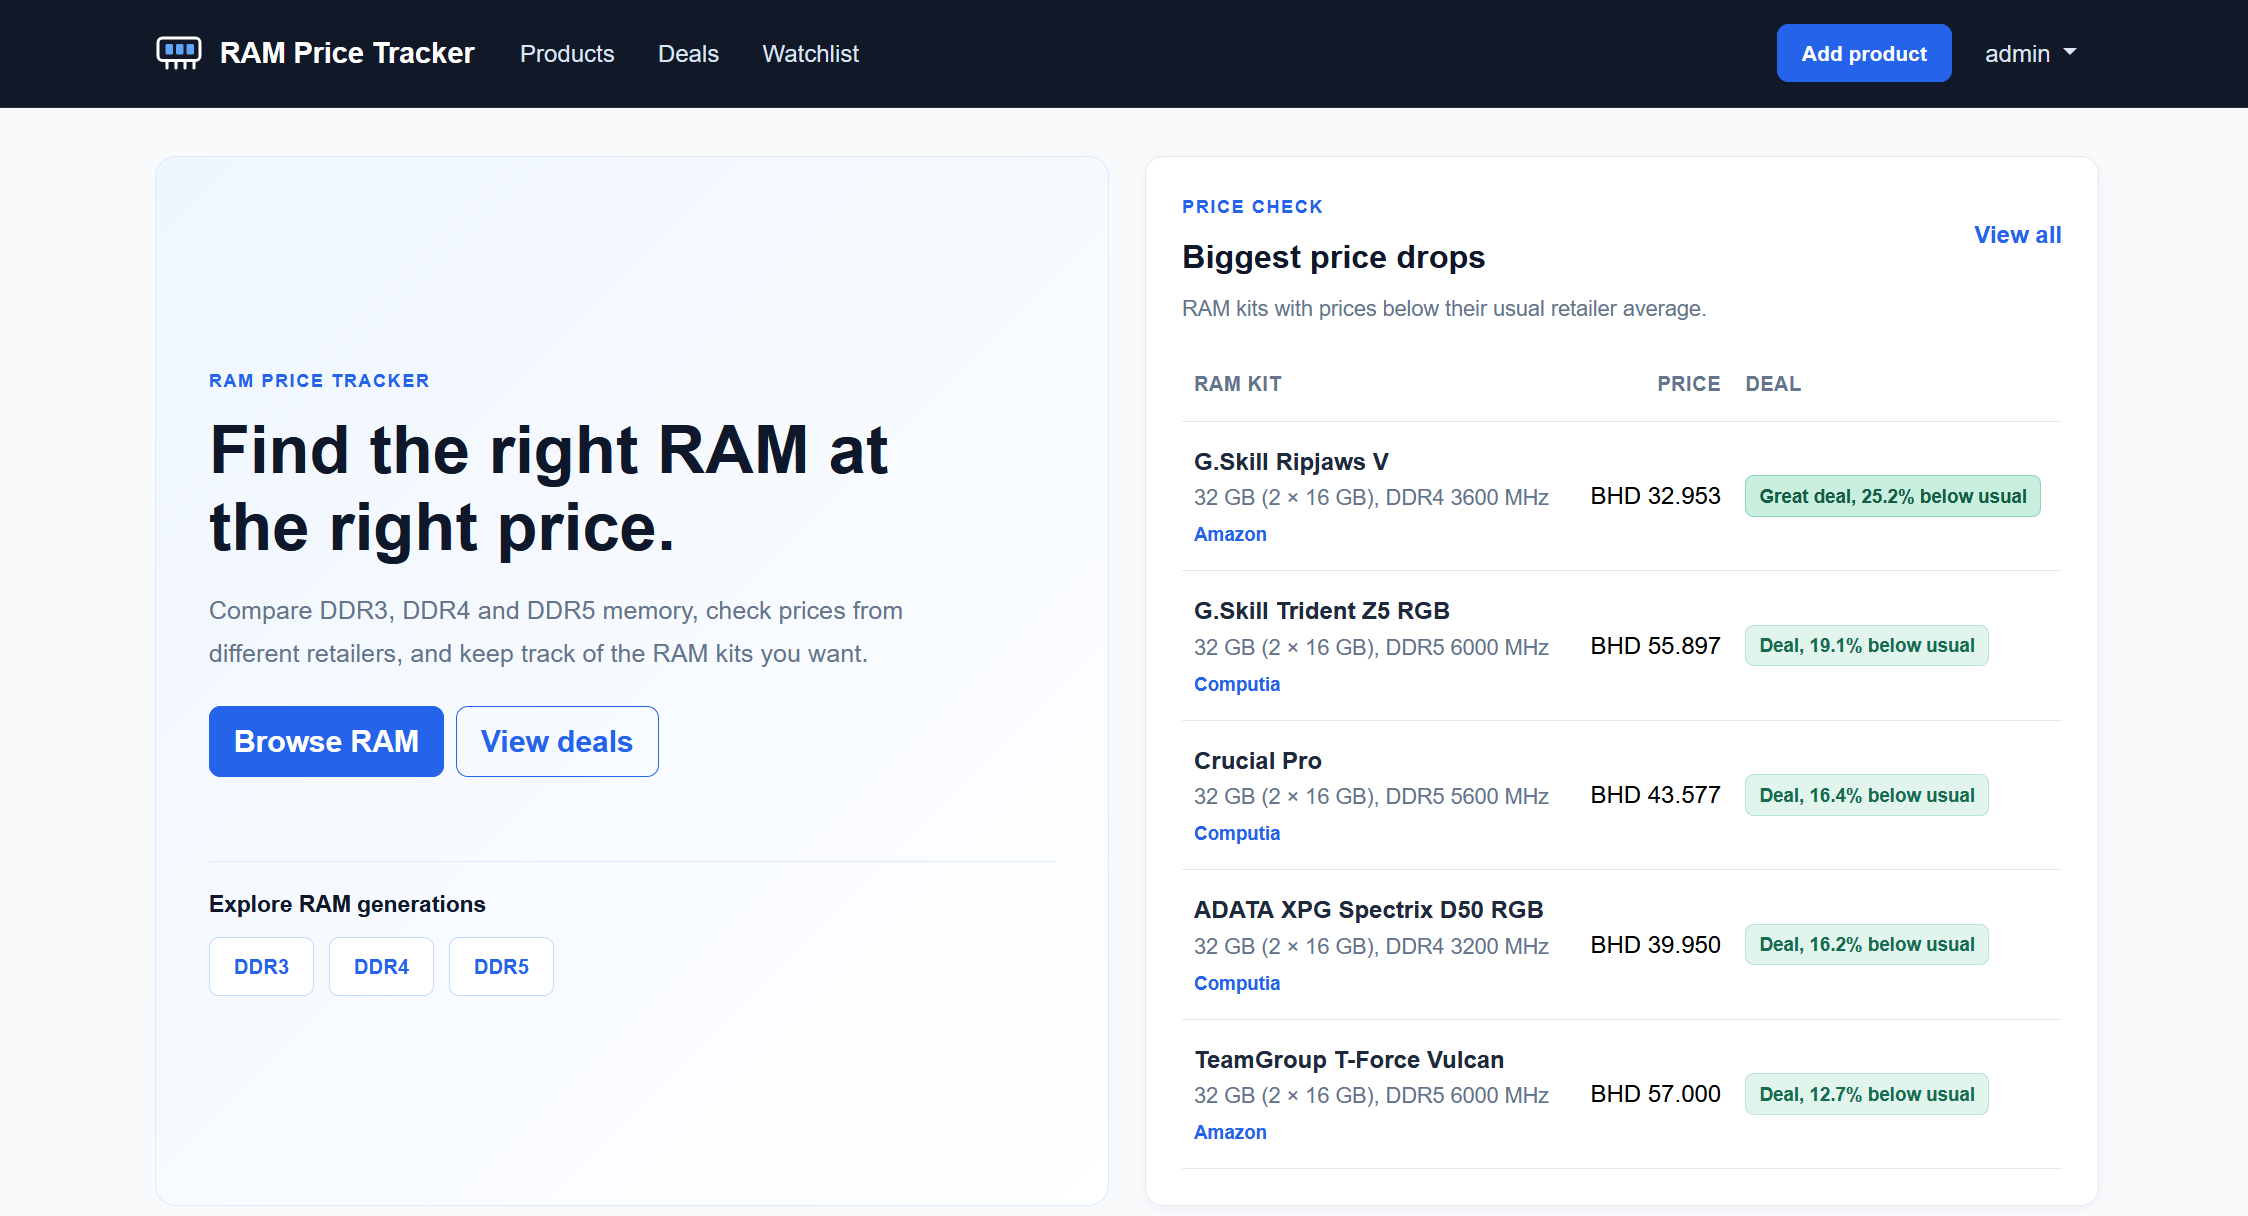 RAM Price Tracker
Products
Deals
Watchlist
Add product
admin
RAM PRICE TRACKER
Find the right RAM at
the right price.
Compare DDR3, DDR4 and DDR5 memory, check prices from
different retailers, and keep track of the RAM kits you want.
Browse RAM
View deals
Explore RAM generations
DDR3
DDR4
DDR5
PRICE CHECK
Biggest price drops
View all
RAM kits with prices below their usual retailer average.
RAM KIT PRICE DEAL
G.Skill Ripjaws V
32 GB (2 × 16 GB), DDR4 3600 MHz
Amazon
BHD 32.953
Great deal, 25.2% below usual
G.Skill Trident Z5 RGB
32 GB (2 × 16 GB), DDR5 6000 MHz
Computia
BHD 55.897
Deal, 19.1% below usual
Crucial Pro
32 GB (2 × 16 GB), DDR5 5600 MHz
Computia
BHD 43.577
Deal, 16.4% below usual
ADATA XPG Spectrix D50 RGB
32 GB (2 × 16 GB), DDR4 3200 MHz
Computia
BHD 39.950
Deal, 16.2% below usual
TeamGroup T-Force Vulcan
32 GB (2 × 16 GB), DDR5 6000 MHz
Amazon
BHD 57.000
Deal, 12.7% below usual